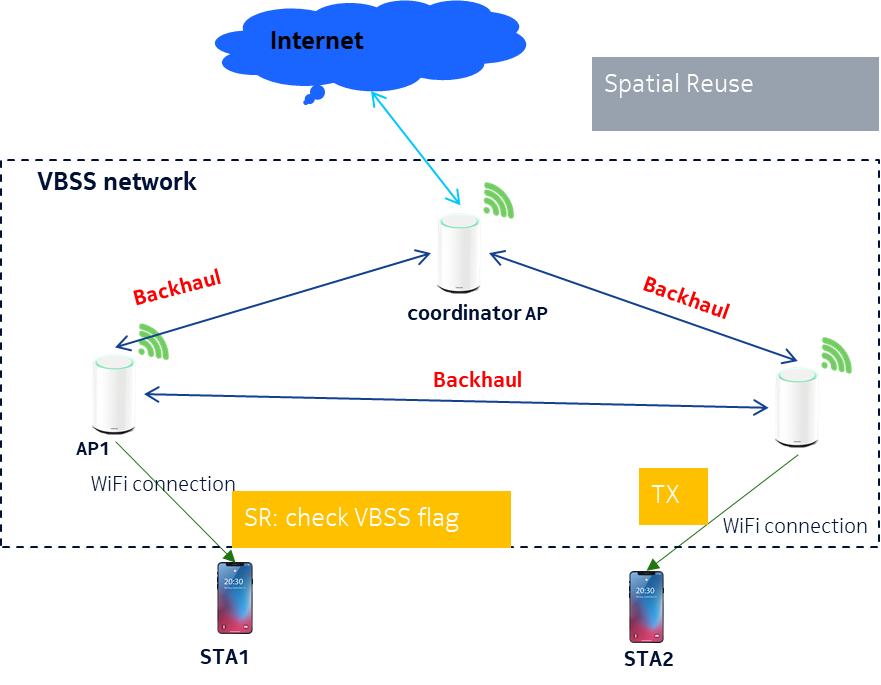 Internet
Spatial Reuse
VBSS network
Backhaul
Backhaul
coordinator AP
Backhaul
AP1
WiFi connection
TX
SR: check VBSS flag
WiFi connection
20:30
20:30
STA1
STA2